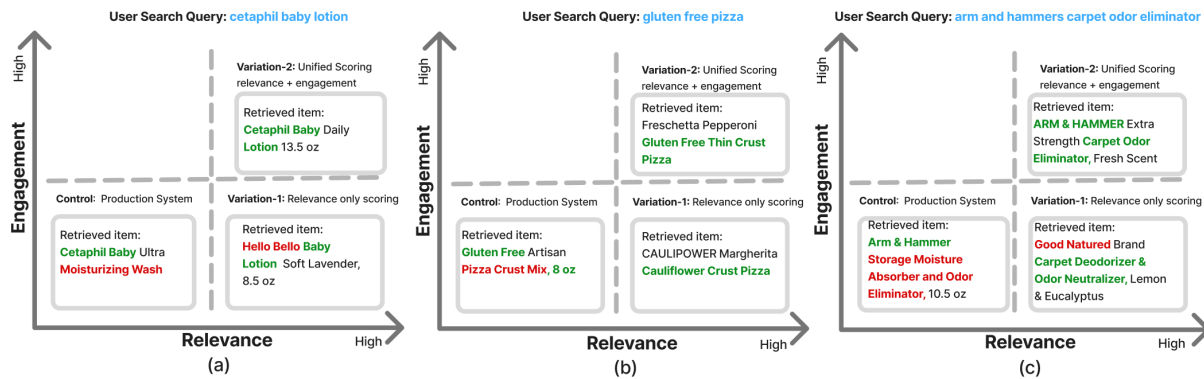 User Search Query: cetaphil baby lotion
High
Engagement
Variation-2: Unified Scoring
relevance + engagement
Retrieved item:
Cetaphil Baby Daily
Lotion 13.5 oz
Control: Production System
Retrieved item:
Cetaphil Baby Ultra
Moisturizing Wash
Variation-1: Relevance only scoring
Retrieved item:
Hello Bello Baby
Lotion Soft Lavender,
8.5 oz
Relevance
High
(a)
User Search Query: gluten free pizza
High
Engagement
Variation-2: Unified Scoring
relevance + engagement
Retrieved item:
Freschetta Pepperoni
Gluten Free Thin Crust
Pizza
Control: Production System
Retrieved item:
Gluten Free Artisan
Pizza Crust Mix, 8 oz
Variation-1: Relevance only scoring
Retrieved item:
CAULIPOWER Margherita
Cauliflower Crust Pizza
Relevance
High
(b)
User Search Query: arm and hammers carpet odor eliminator
High
Engagement
Variation-2: Unified Scoring
relevance + engagement
Retrieved item:
ARM & HAMMER Extra
Strength Carpet Odor
Eliminator, Fresh Scent
Control: Production System
Retrieved item:
Arm & Hammer
Storage Moisture
Absorber and Odor
Eliminator, 10.5 oz
Variation-1: Relevance only scoring
Retrieved item:
Good Natured Brand
Carpet Deodorizer &
Odor Neutralizer, Lemon
& Eucalyptus
Relevance
High
(c)